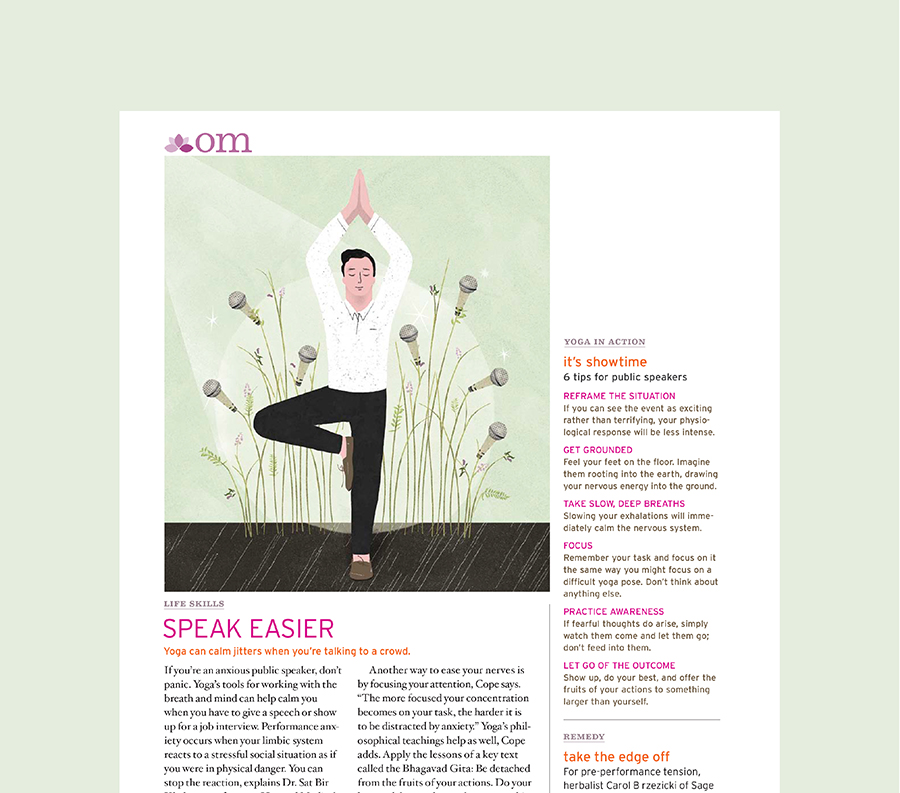 om
LIFE SKILLS
SPEAK EASIER
Yoga can calm jitters when you're talking to a crowd.
If you're an anxious public speaker, don't
panic. Yoga's tools for working with the
breath and mind can help calm you
when you have to give a speech or show
up for a job interview. Performance anx-
iety occurs when your limbic system
reacts to a stressful social situation as if
you were in physical danger. You can
stop the reaction, explains Dr. Sat Bir
Another way to ease your nerves is
by focusing your attention, Cope says.
“The more focused your concentration
becomes on your task, the harder it is
to be distracted by anxiety.” Yoga's phil-
osophical teachings help as well, Cope
adds. Apply the lessons of a key text
called the Bhagavad Gita: Be detached
from the fruits of your actions. Do your
YOGA IN ACTION
it's showtime
6 tips for public speakers
REFRAME THE SITUATION
If you can see the event as exciting
rather than terrifying, your physio-
logical response will be less intense.
GET GROUNDED
Feel your feet on the floor. Imagine
them rooting into the earth, drawing
your nervous energy into the ground.
TAKE SLOW, DEEP BREATHS
Slowing your exhalations will imme-
diately calm the nervous system.
FOCUS
Remember your task and focus on it
the same way you might focus on a
difficult yoga pose. Don't think about
anything else.
PRACTICE AWARENESS
If fearful thoughts do arise, simply
watch them come and let them go;
don't feed into them.
LET GO OF THE OUTCOME
Show up, do your best, and offer the
fruits of your actions to something
larger than yourself.
REMEDY
take the edge off
For pre-performance tension,
herbalist Carol B rzezicki of Sage